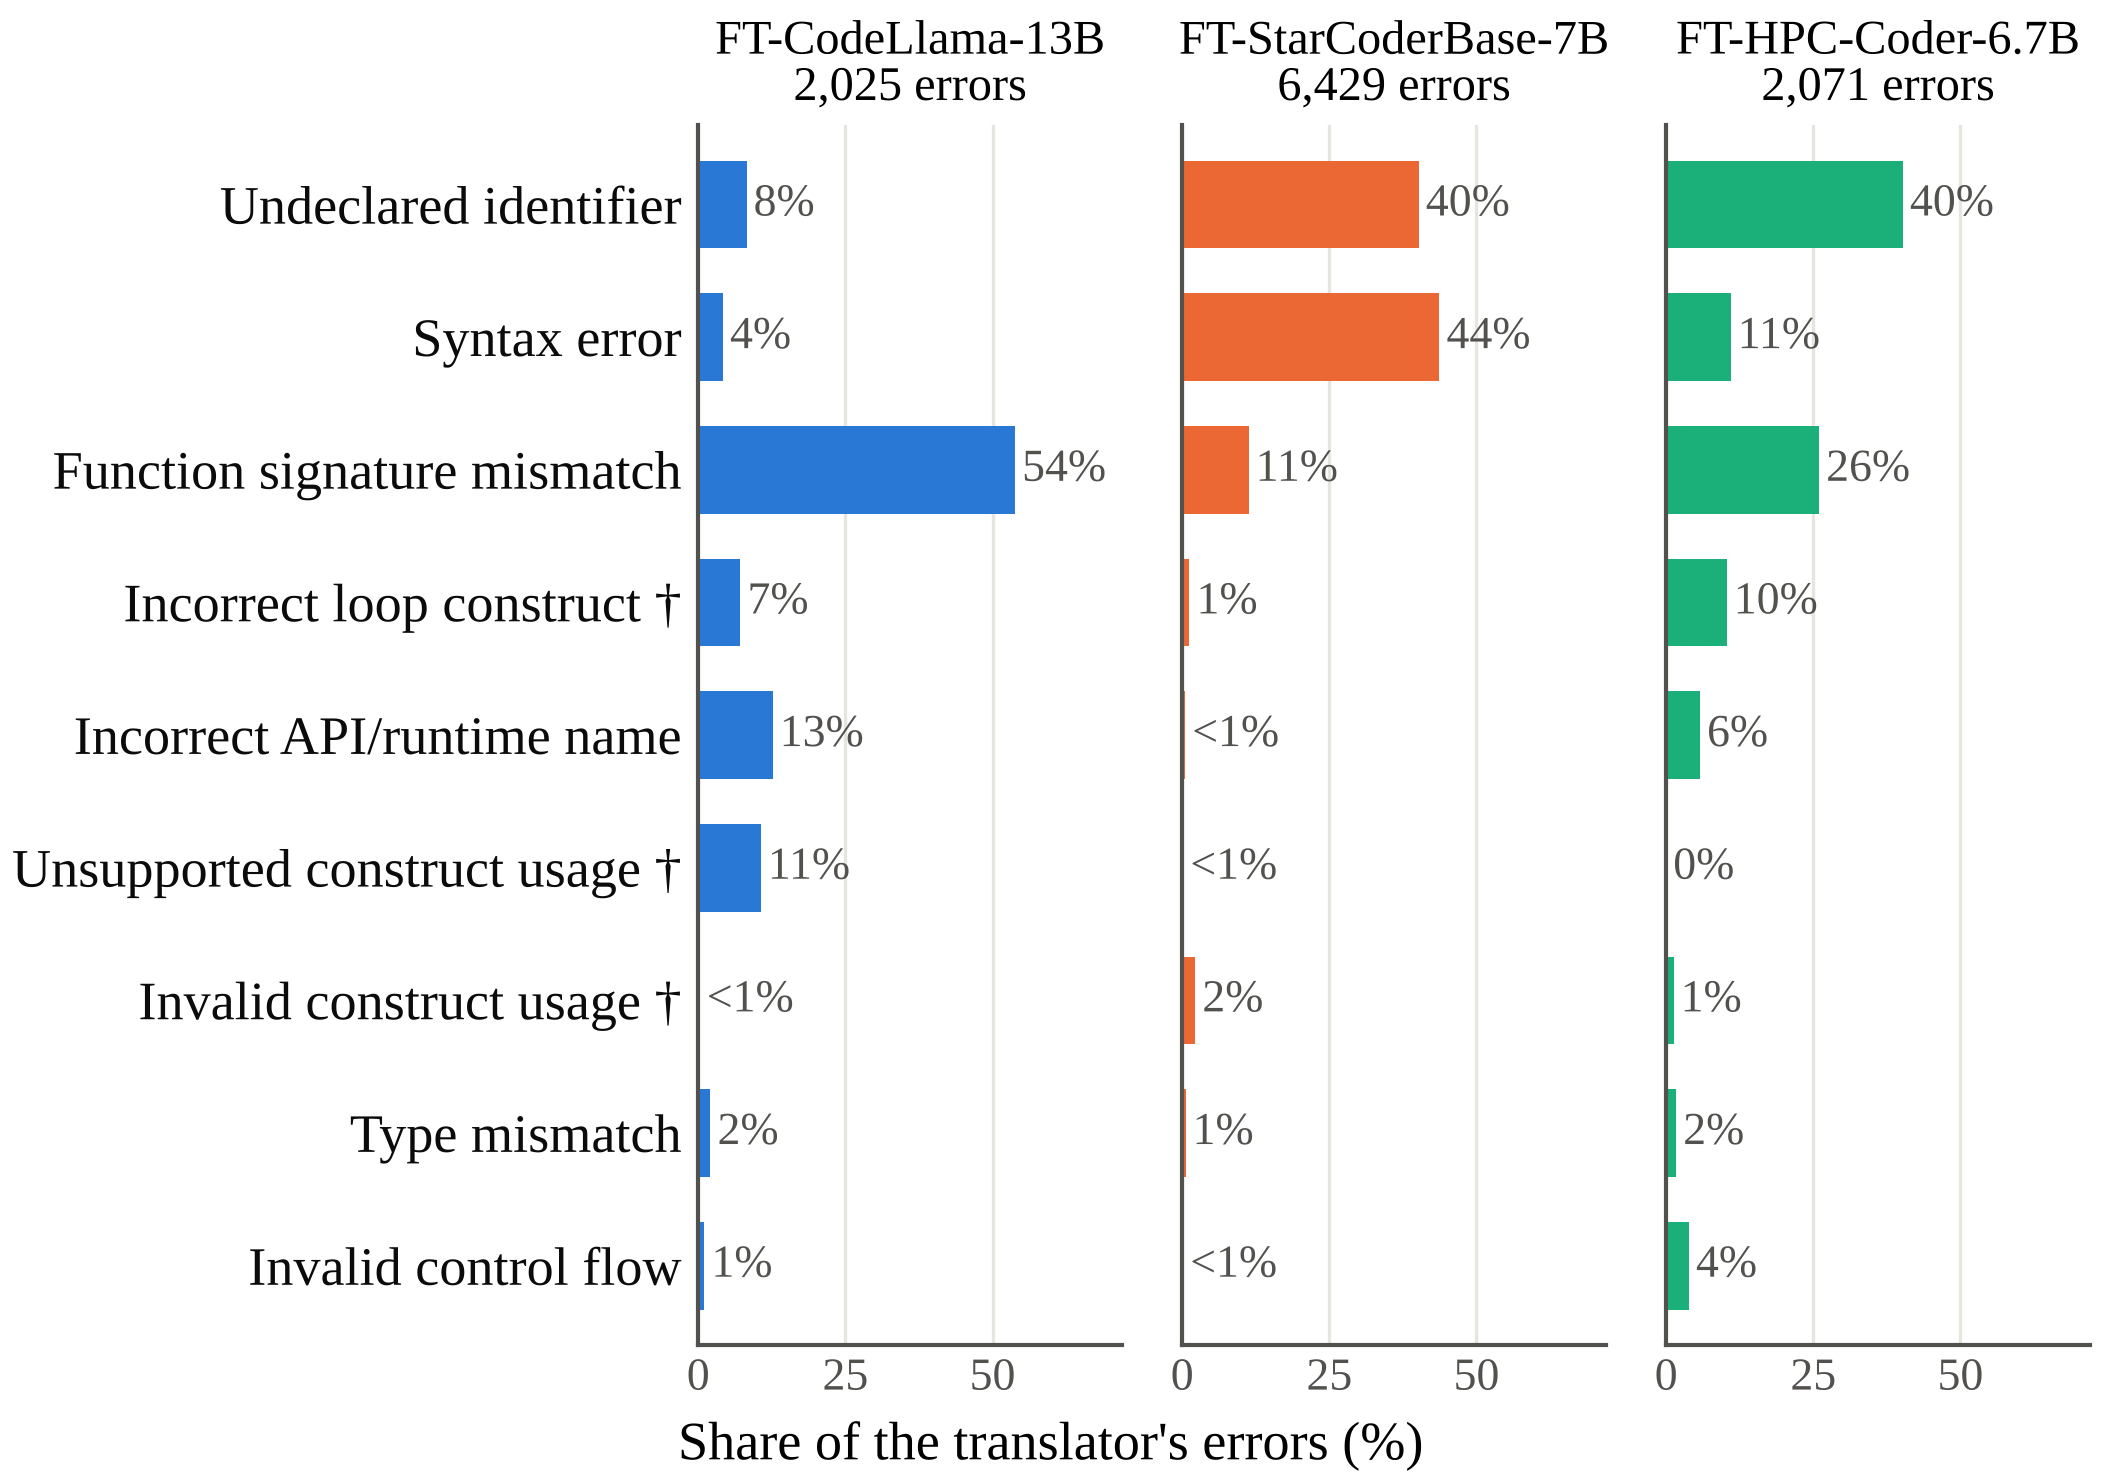 FT-CodeLlama-13B
2,025 errors
FT-StarCoderBase-7B
6,429 errors
FT-HPC-Coder-6.7B
2,071 errors
Undeclared identifier
8%
40%
40%
Syntax error
4%
44%
11%
Function signature mismatch
54%
11%
26%
Incorrect loop construct †
7%
1%
10%
Incorrect API/runtime name
13%
<1%
6%
Unsupported construct usage †
11%
<1%
0%
Invalid construct usage †
<1%
2%
1%
Type mismatch
2%
1%
2%
Invalid control flow
1%
<1%
4%
0 25 50
0 25 50
0 25 50
Share of the translator's errors (%)